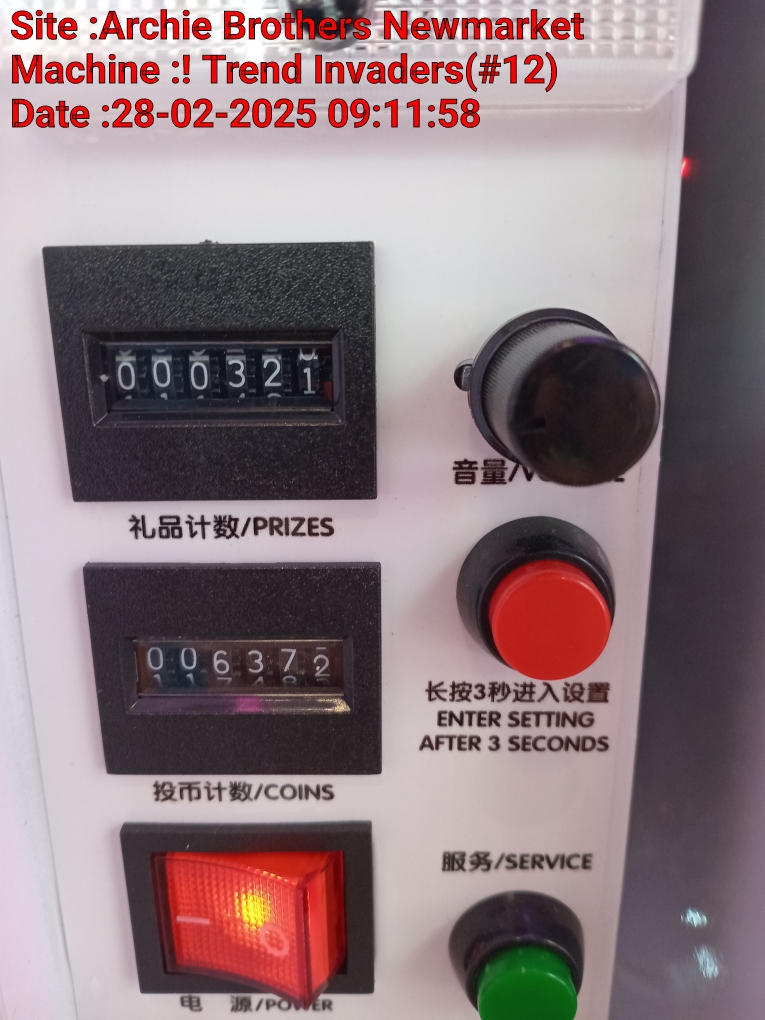 Site :Archie Brothers Newmarket
Machine :! Trend Invaders(#12)
Date :28-02-2025 09:11:58
000321
礼品计数/PRIZES
音量/
006372
投币计数/COINS
长按3秒进入设置
ENTER SETTING
AFTER 3 SECONDS
服务/SERVICE
电 源/POWER